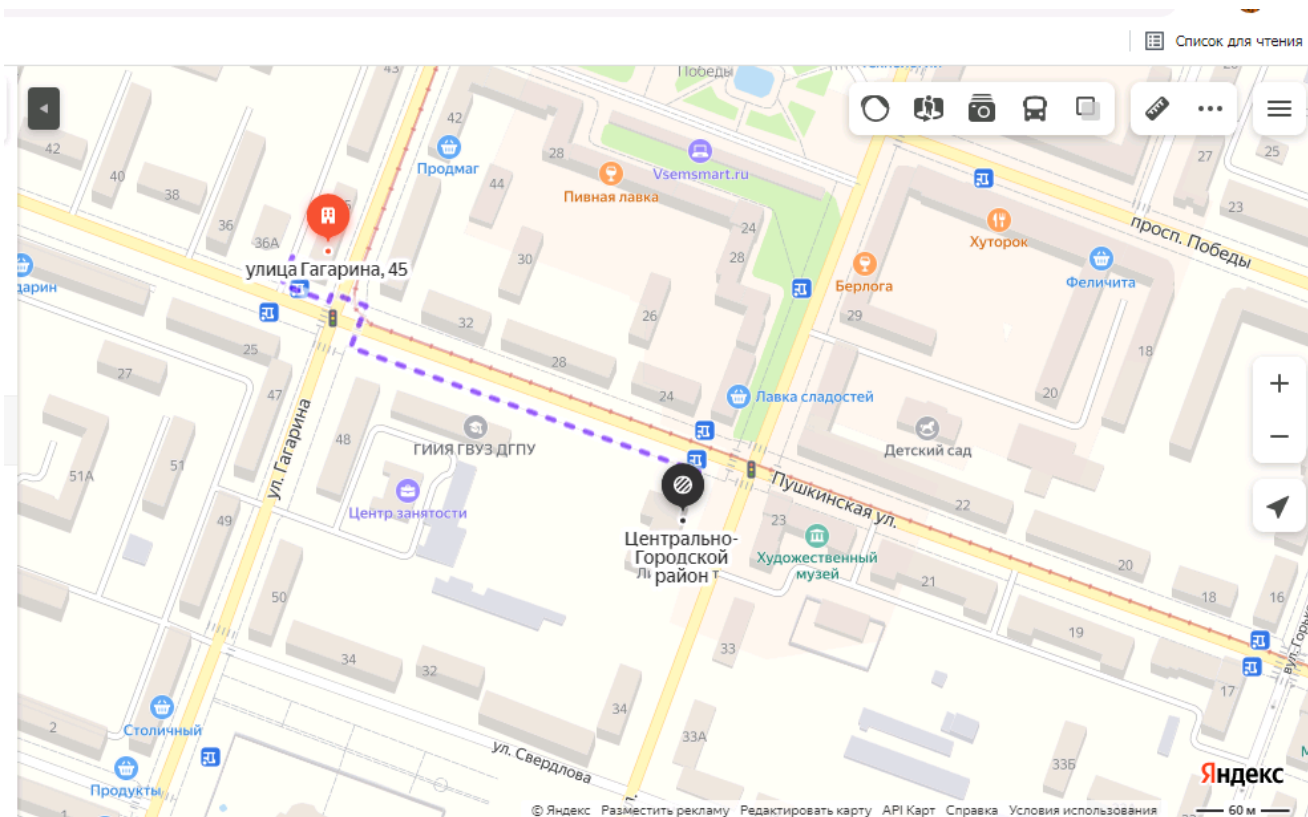 Список для чтения
Победы
43
42
Продмаг
44
28
Vsemsmart.ru
Пивная лавка
27
25
42
40
38
36
36А
улица Гагарина, 45
30
24
28
26
Берлога
29
Хуторок
23
просп. Победы
Феличита
18
20
дарин
25
27
32
28
24
Лавка сладостей
47
48
ул. Гагарина
ГИИЯ ГВУЗ ДГПУ
Детский сад
51А
51
49
Центр занятости
Пушкинская ул.
22
23
Центрально-
Городской
район
Художественный
музей
21
20
18
16
50
34
32
33
19
17
34
33А
33Б
2
Столичный
Продукты
ул. Свердлова
Яндекс
© Яндекс Разместить рекламу Редактировать карту API Карт Справка Условия использования
60 м